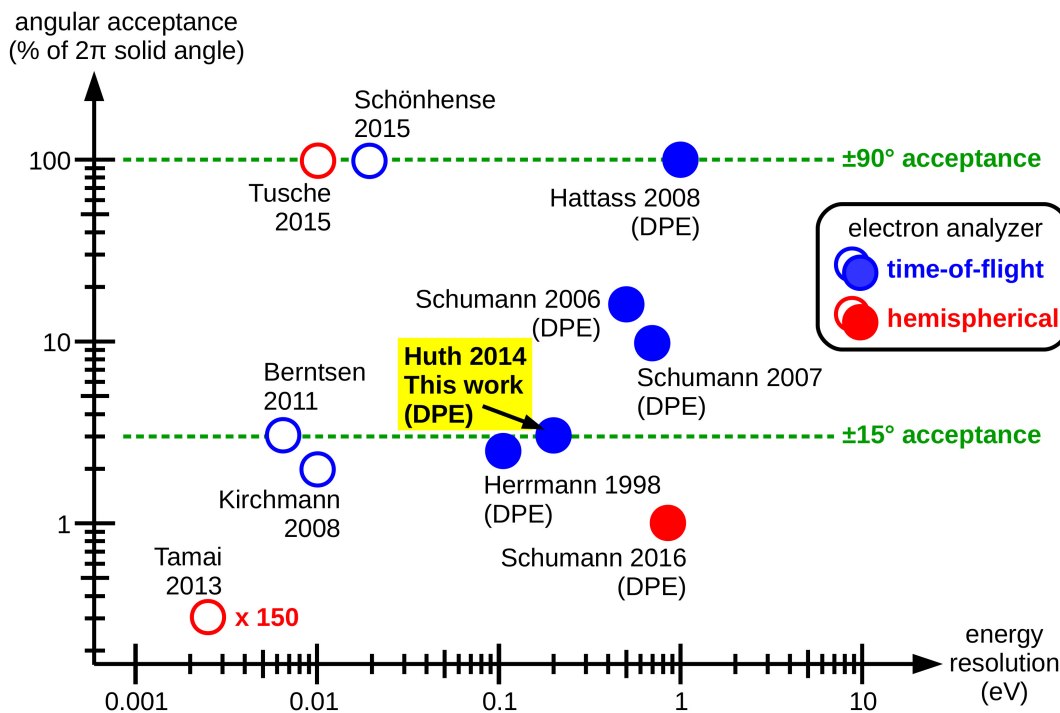 angular acceptance
(% of 2π solid angle)
Schönhense
2015
100
±90° acceptance
Tusche
2015
Hattass 2008
(DPE)
electron analyzer
time-of-flight
hemispherical
Schumann 2006
(DPE)
10
Huth 2014
This work
(DPE)
Berntsen
2011
Schumann 2007
(DPE)
±15° acceptance
Kirchmann
2008
Herrmann 1998
(DPE)
1
Schumann 2016
(DPE)
Tamai
2013
x 150
energy
resolution
(eV)
0.001
0.01
0.1
1
10